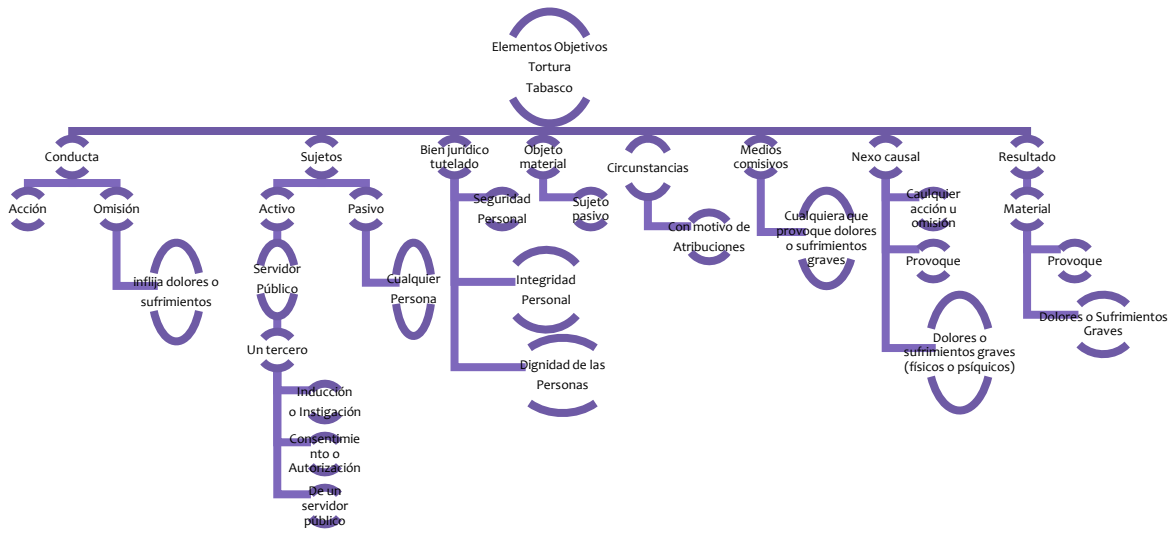 Elementos Objetivos
Tortura
Tabasco
Conducta
Acción
Omisión
inflija dolores o
sufrimientos
Sujetos
Activo
Servidor
Público
Un tercero
Inducción
o Instigación
Consentimie
nto o
Autorización
De un
servidor
público
Pasivo
Cualquier
Persona
Bien jurídico
tutelado
Seguridad
Personal
Integridad
Personal
Dignidad de las
Personas
Objeto
material
Sujeto
pasivo
Circunstancias
Con motivo de
Atribuciones
Medios
comisivos
Cualquiera que
provoque dolores
o sufrimientos
graves
Nexo causal
Caulquier
acción u
omisión
Provoque
Dolores o
sufrimientos graves
(físicos o psíquicos)
Resultado
Material
Provoque
Dolores o Sufrimientos
Graves